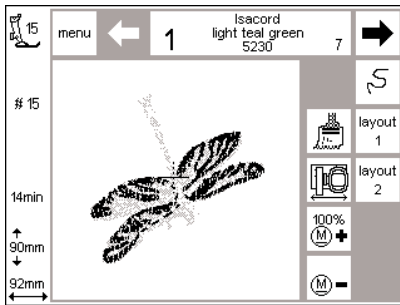 15
menu
1
Isacord
light teal green
5230
7
# 15
layout
1
layout
2
14min
90mm
92mm
100%
M +
M -